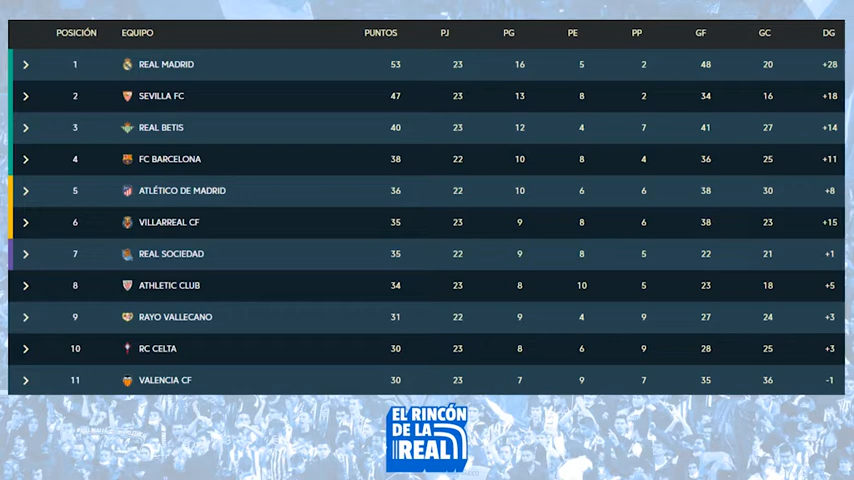 POSICIÓN EQUIPO PUNTOS PJ PG PE PP GF GC DG
1 REAL MADRID 53 23 16 5 2 48 20 +28
2 SEVILLA FC 47 23 13 8 2 34 16 +18
3 REAL BETIS 40 23 12 4 7 41 27 +14
4 FC BARCELONA 38 22 10 8 4 36 25 +11
5 ATLÉTICO DE MADRID 36 22 10 6 6 38 30 +8
6 VILLARREAL CF 35 23 9 8 6 38 23 +15
7 REAL SOCIEDAD 35 22 9 8 5 22 21 +1
8 ATHLETIC CLUB 34 23 8 10 5 23 18 +5
9 RAYO VALLECANO 31 22 9 4 9 27 24 +3
10 RC CELTA 30 23 8 6 9 28 25 +3
11 VALENCIA CF 30 23 7 9 7 35 36 -1
EL RINCÓN
DE LA
REAL